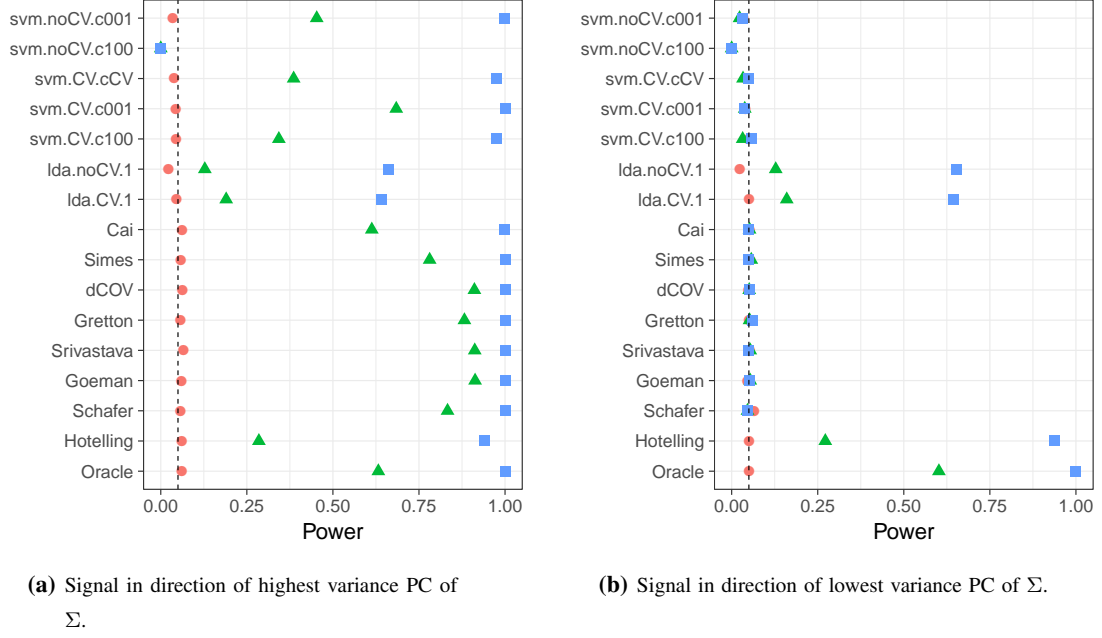 svm.noCV.c001
svm.noCV.c100
svm.CV.cCV
svm.CV.c001
svm.CV.c100
lda.noCV.1
lda.CV.1
Cai
Simes
dCOV
Gretton
Srivastava
Goeman
Schafer
Hotelling
Oracle
0.00 0.25 0.50 0.75 1.00
Power
(a) Signal in direction of highest variance PC of
Σ.
svm.noCV.c001
svm.noCV.c100
svm.CV.cCV
svm.CV.c001
svm.CV.c100
lda.noCV.1
lda.CV.1
Cai
Simes
dCOV
Gretton
Srivastava
Goeman
Schafer
Hotelling
Oracle
0.00 0.25 0.50 0.75 1.00
Power
(b) Signal in direction of lowest variance PC of Σ.